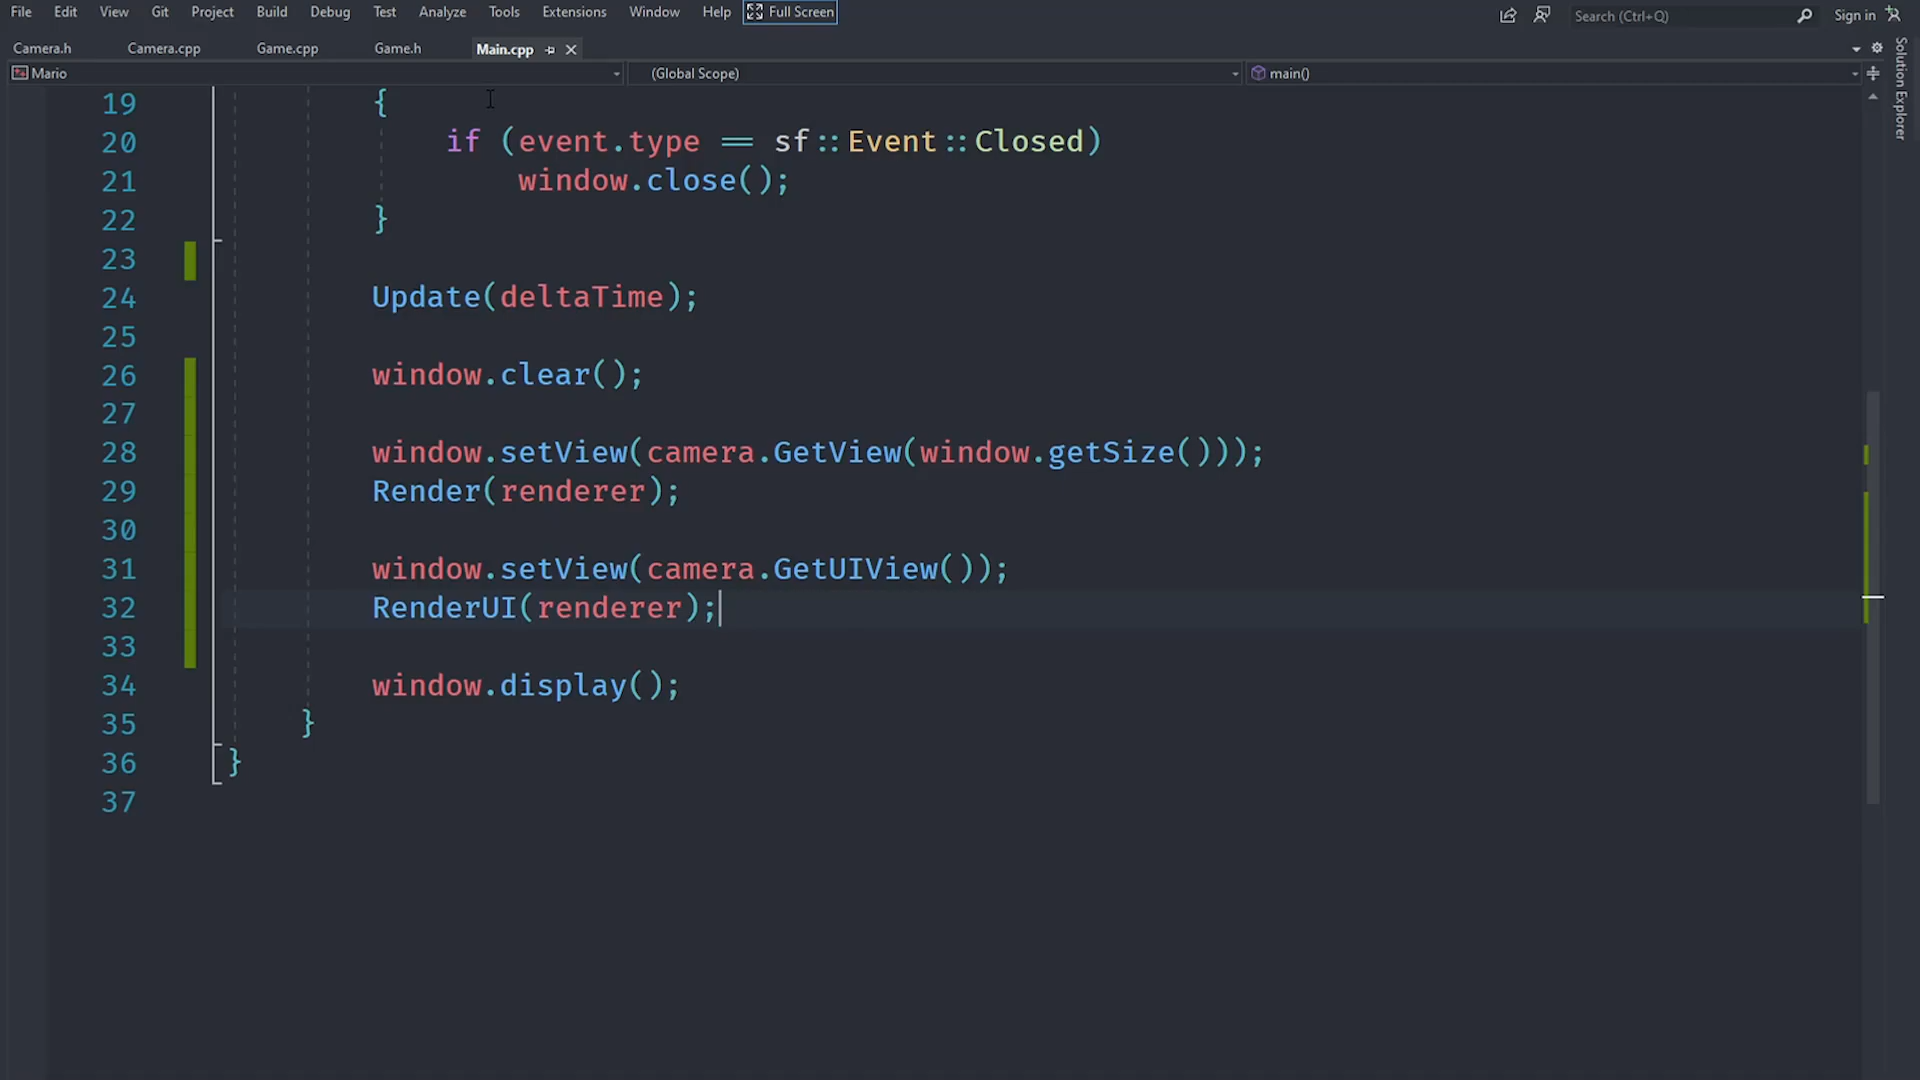 File Edit View Git Project Build Debug Test Analyze Tools Extensions Window Help Full Screen Search (Ctrl+Q) Sign in
Camera.h Camera.cpp Game.cpp Game.h Main.cpp
Mario (Global Scope) main()
Solution Explorer
19 {
20 if (event.type == sf::Event::Closed)
21 window.close();
22 }
23
24 Update(deltaTime);
25
26 window.clear();
27
28 window.setView(camera.GetView(window.getSize()));
29 Render(renderer);
30
31 window.setView(camera.GetUIView());
32 RenderUI(renderer);
33
34 window.display();
35 }
36 }
37